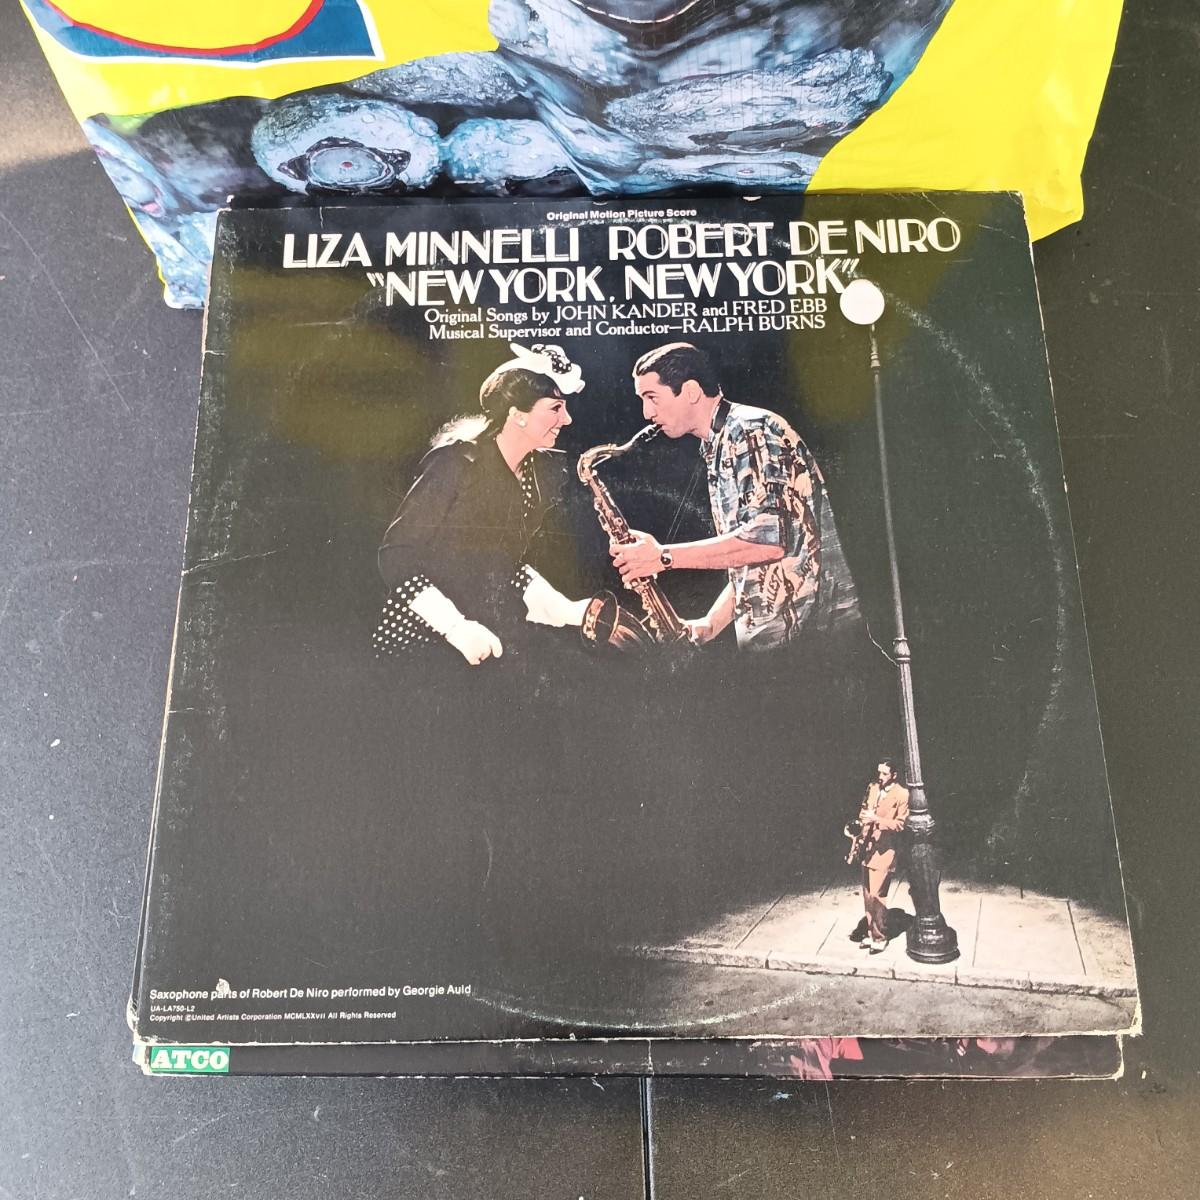 Original Motion Picture Score
LIZA MINNELLI ROBERT DE NIRO
"NEW YORK, NEW YORK"
Original Songs by JOHN KANDER and FRED EBB
Musical Supervisor and Conductor—RALPH BURNS
Saxophone parts of Robert De Niro performed by Georgie Auld
UA-LA750-L2
Copyright ©United Artists Corporation MCMLXXVII All Rights Reserved
ATCO